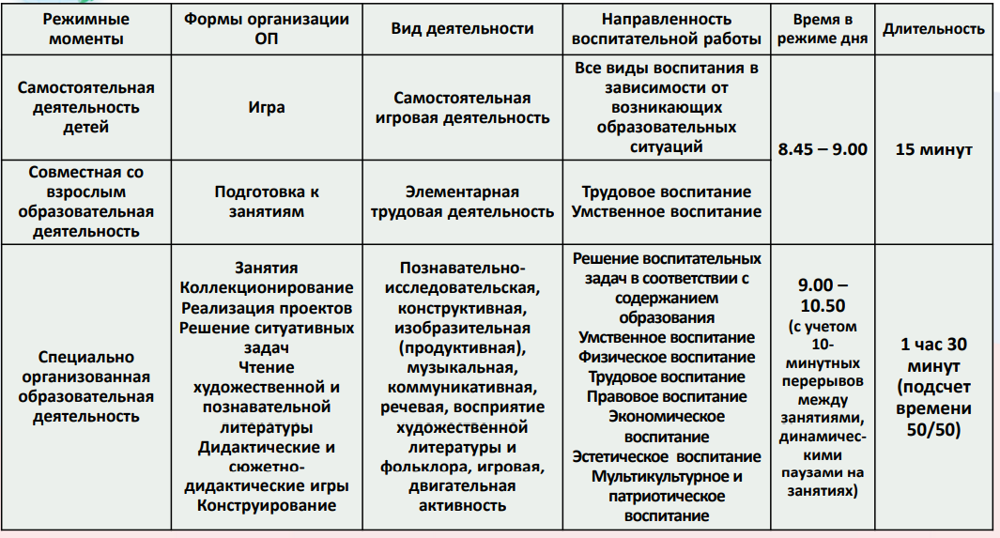 Режимные
моменты
Формы организации
ОП
Вид деятельности
Направленность
воспитательной работы
Время в
режиме дня
Длительность
Самостоятельная
деятельность
детей
Игра
Самостоятельная
игровая деятельность
Все виды воспитания в
зависимости от
возникающих
образовательных
ситуаций
8.45 – 9.00
15 минут
Совместная со
взрослым
образовательная
деятельность
Подготовка к
занятиям
Элементарная
трудовая деятельность
Трудовое воспитание
Умственное воспитание
Специально
организованная
образовательная
деятельность
Занятия
Коллекционирование
Реализация проектов
Решение ситуативных
задач
Чтение
художественной и
познавательной
литературы
Дидактические и
сюжетно-
дидактические игры
Конструирование
Познавательно-
исследовательская,
конструктивная,
изобразительная
(продуктивная),
музыкальная,
коммуникативная,
речевая, восприятие
художественной
литературы и
фольклора, игровая,
двигательная
активность
Решение воспитательных
задач в соответствии с
содержанием
образования
Умственное воспитание
Физическое воспитание
Трудовое воспитание
Правовое воспитание
Экономическое
воспитание
Эстетическое воспитание
Мультикультурное и
патриотическое
воспитание
9.00 –
10.50
(с учетом
10-
минутных
перерывов
между
занятиями,
динамичес-
кими
паузами на
занятиях)
1 час 30
минут
(подсчет
времени
50/50)